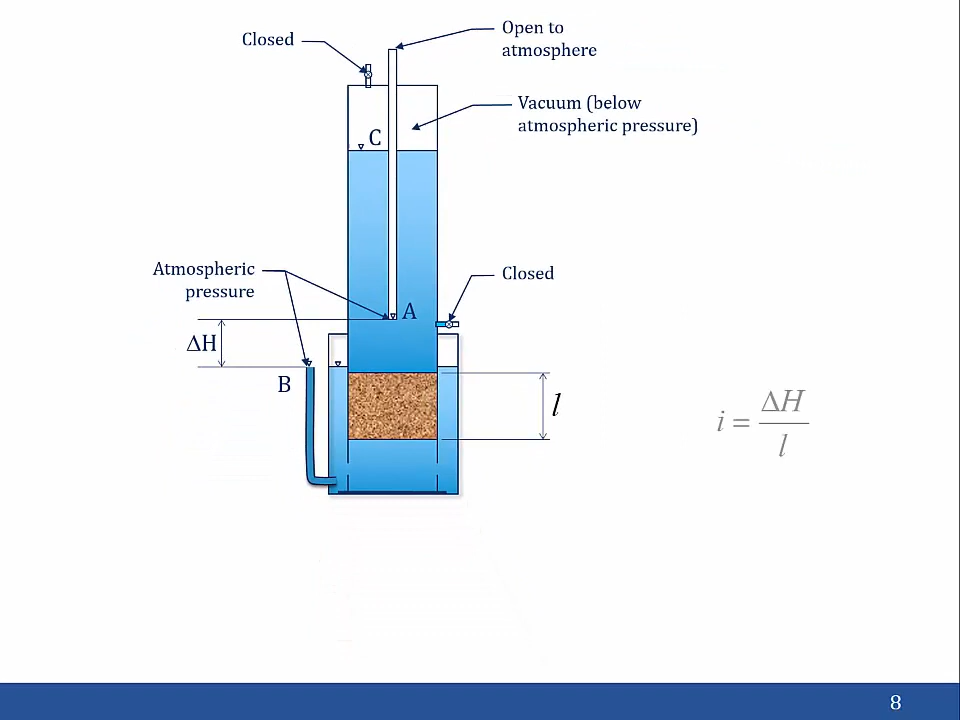 Open to
atmosphere
Closed
Vacuum (below
atmospheric pressure)
C
Atmospheric
pressure
Closed
A
ΔH
B
l
i = ΔH
l
8